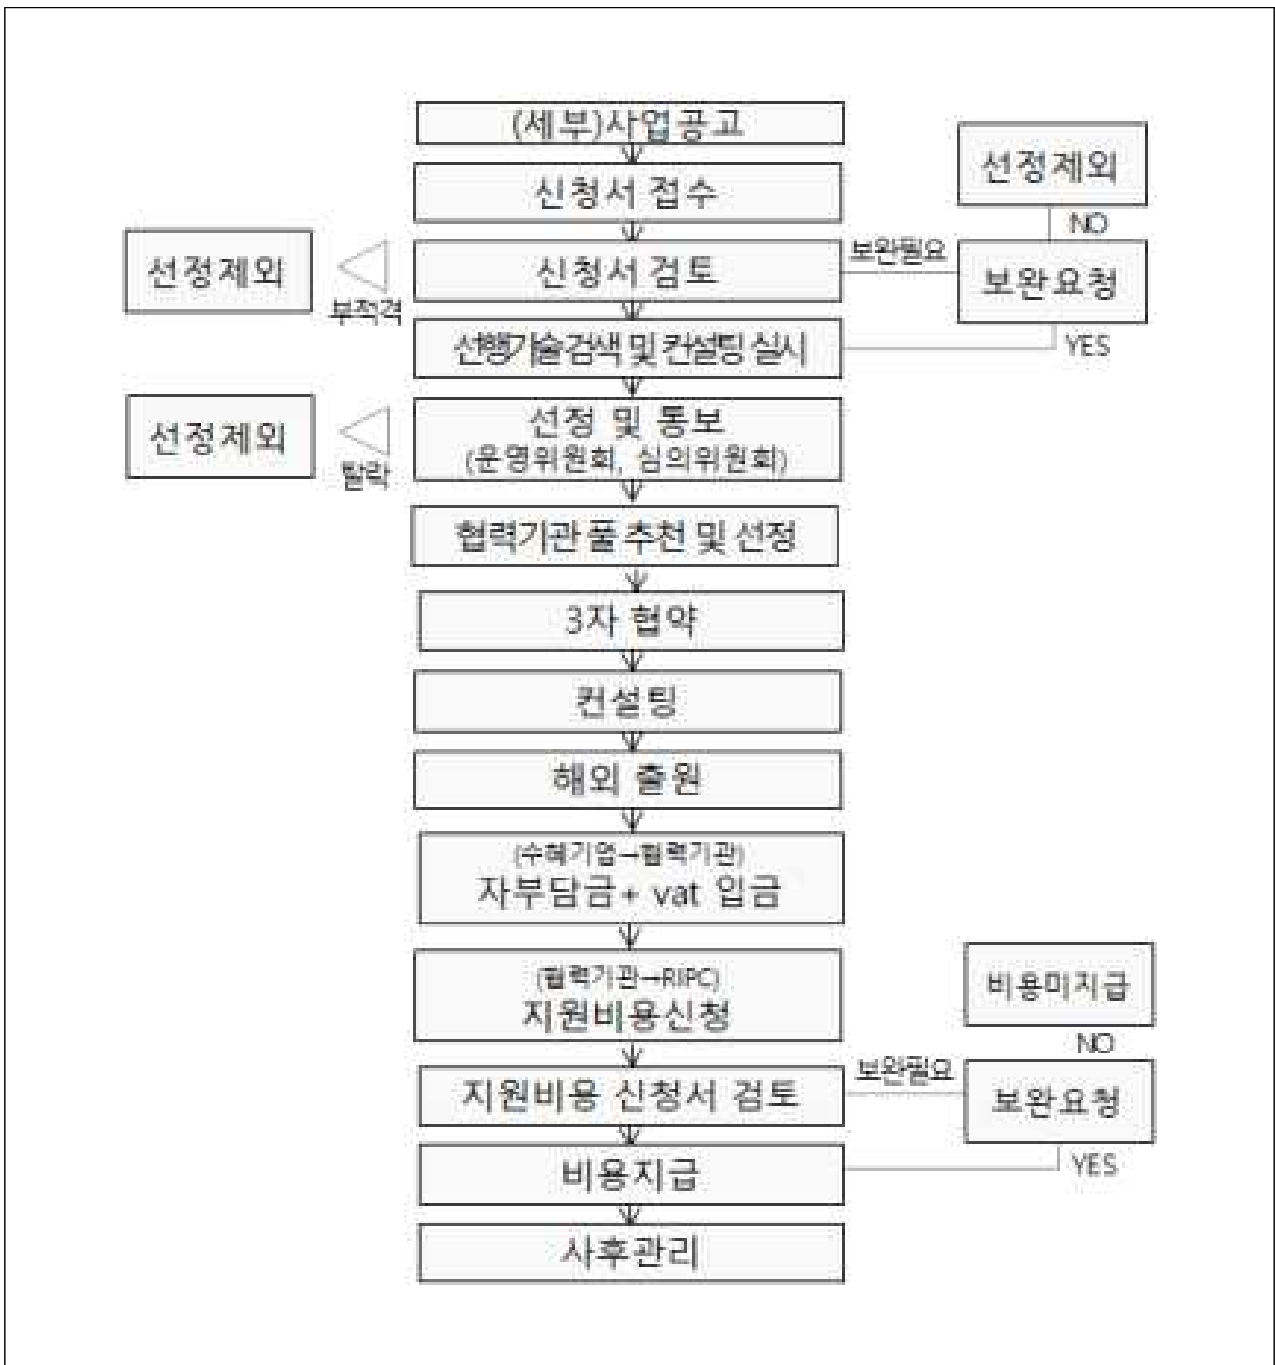 (세부)사업공고
선정제외
신청서 접수
NO
선정제외
부적격
신청서 검토
보완필요
보완요청
선행기술검색 및 컨설팅 실시
YES
선정제외
탈락
선정 및 통보
(운영위원회, 심의위원회)
협력기관 풀 추천 및 선정
3자 협약
컨설팅
해외 출원
(수혜기업→협력기관)
자부담금+ vat 입금
(협력기관→RIPC)
지원비용신청
비용미지급
NO
지원비용 신청서 검토
보완필요
보완요청
비용지급
YES
사후관리